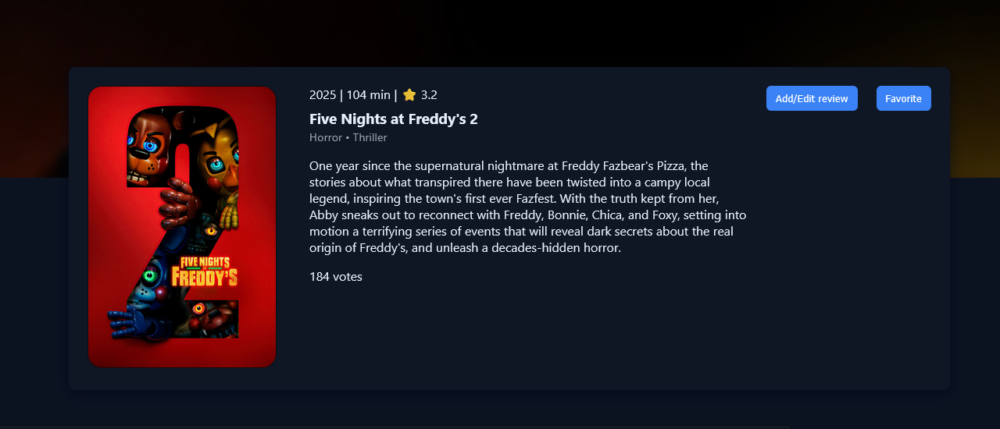 2025 | 104 min | ⭐ 3.2
Add/Edit review
Favorite
Five Nights at Freddy's 2
Horror • Thriller
One year since the supernatural nightmare at Freddy Fazbear's Pizza, the
stories about what transpired there have been twisted into a campy local
legend, inspiring the town's first ever Fazfest. With the truth kept from her,
Abby sneaks out to reconnect with Freddy, Bonnie, Chica, and Foxy, setting into
motion a terrifying series of events that will reveal dark secrets about the real
origin of Freddy's, and unleash a decades-hidden horror.
184 votes
2
FIVE NIGHTS
AT
FREDDY'S